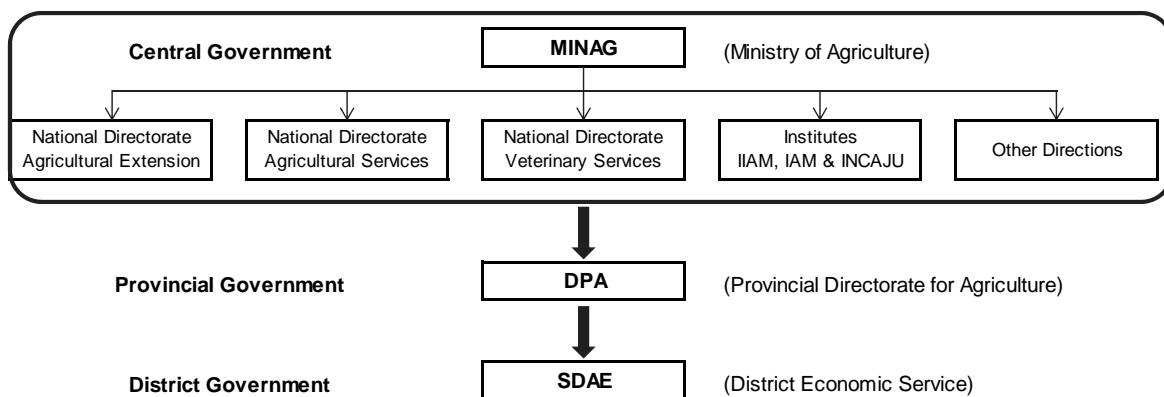 Central Government
MINAG
(Ministry of Agriculture)
National Directorate
Agricultural Extension
National Directorate
Agricultural Services
National Directorate
Veterinary Services
Institutes
IIAM, IAM & INCAJU
Other Directions
Provincial Government
DPA
(Provincial Directorate for Agriculture)
District Government
SDAE
(District Economic Service)